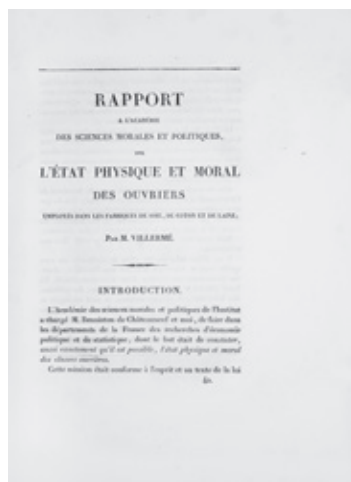 RAPPORT
A L'ACADÉMIE
DES SCIENCES MORALES ET POLITIQUES,
SUR
L'ÉTAT PHYSIQUE ET MORAL
DES OUVRIERS
EMPLOYÉS DANS LES FABRIQUES DE SOIE, DE COTON ET DE LAINE,
PAR M. VILLERMÉ.
INTRODUCTION.
L'Académie des sciences morales et politiques de l'Institut
a chargé M. Benoiston de Châteauneuf et moi, de faire dans
les départements de la France des recherches d'économie
politique et de statistique, dont le but était de constater,
aussi exactement qu'il est possible, l'état physique et moral
des classes ouvrières.
Cette mission était conforme à l'esprit et au texte de la loi